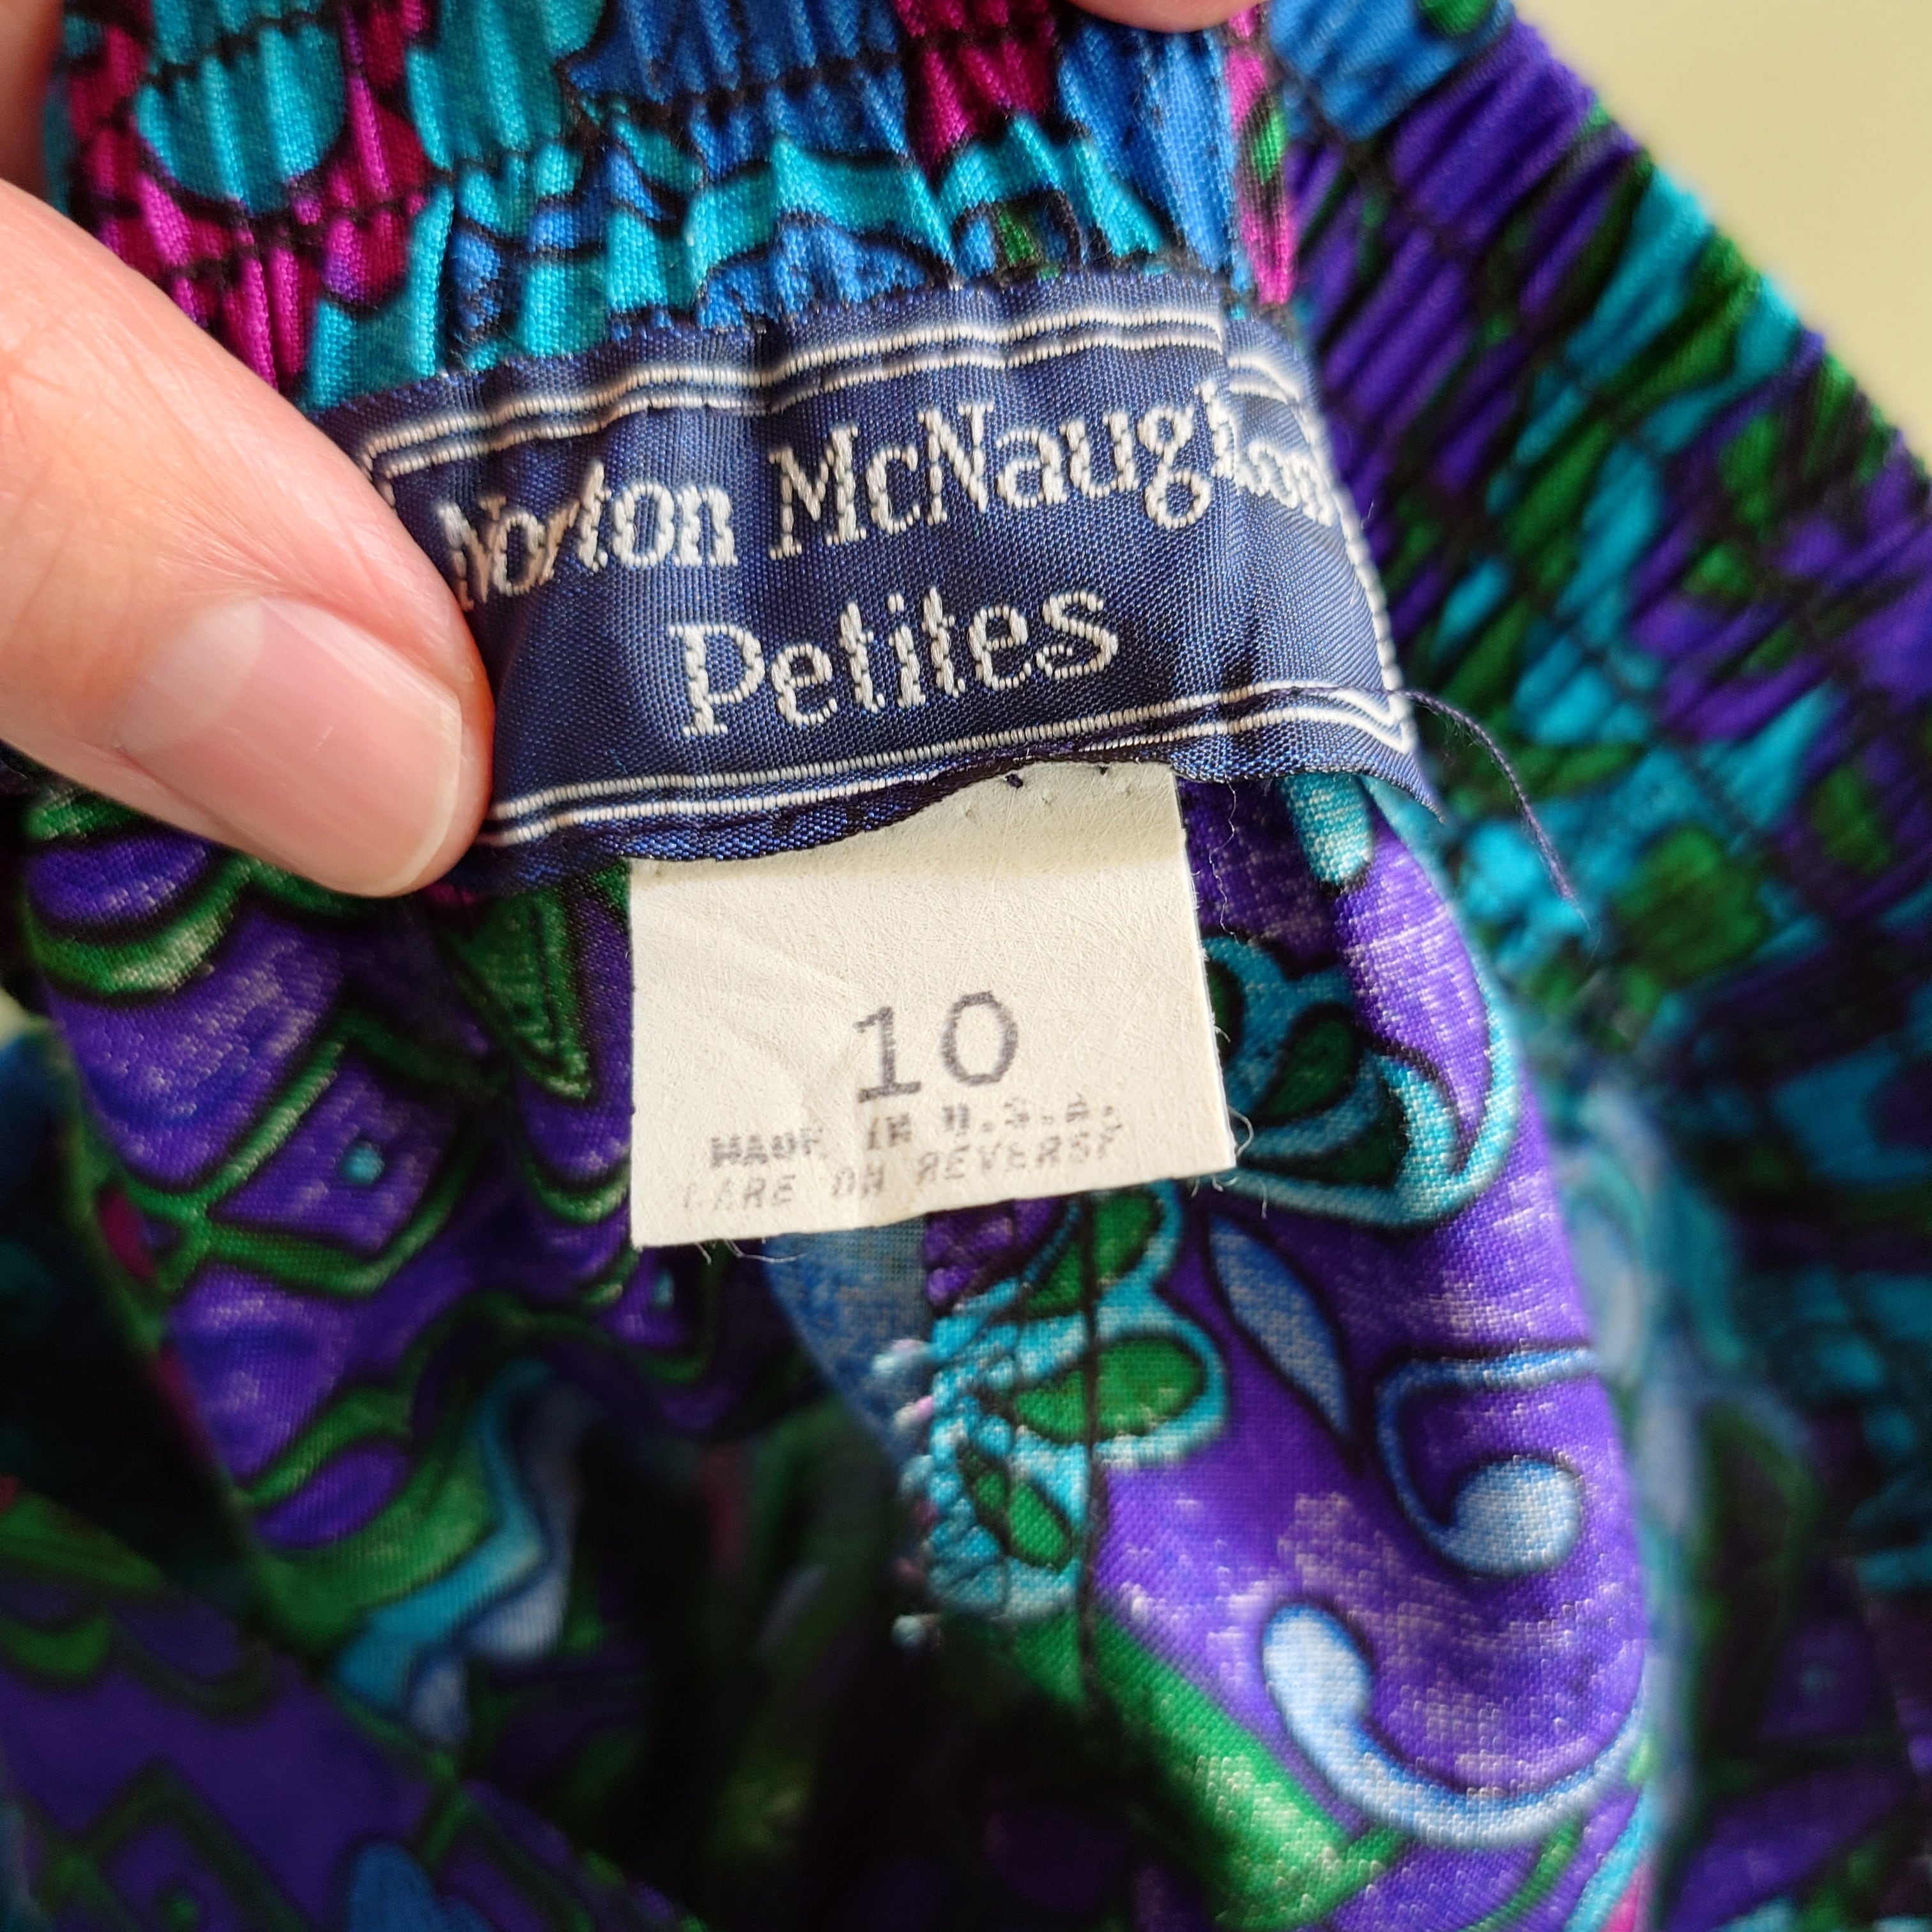 Norton McNaughton
Petites
10
MADE IN U.S.A.
CARE ON REVERSE